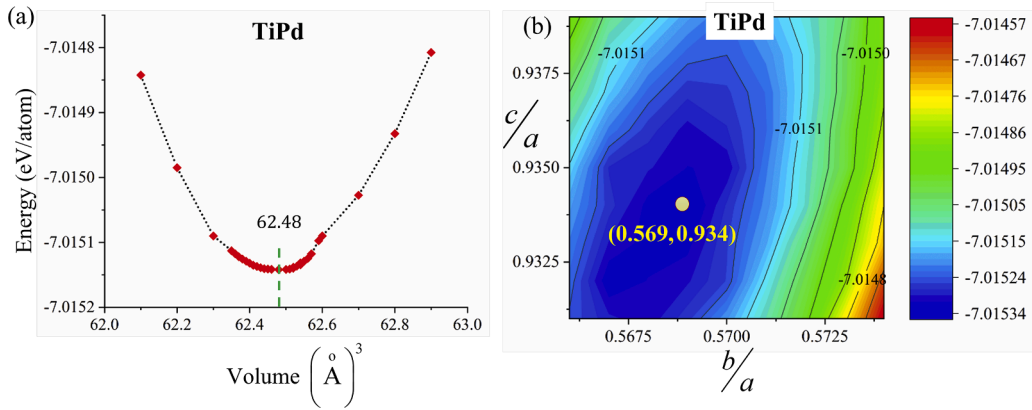 (a)
TiPd
-7.0148
-7.0149
-7.0150
-7.0151
-7.0152
Energy (eV/atom)
62.48
62.0 62.2 62.4 62.6 62.8 63.0
Volume (Å)³
(b)
TiPd
0.9375
0.9350
0.9325
c/a
-7.0151
-7.0150
-7.0151
(0.569,0.934)
-7.0148
0.5675 0.5700 0.5725
b/a
-7.01457
-7.01467
-7.01476
-7.01486
-7.01496
-7.01505
-7.01515
-7.01524
-7.01534